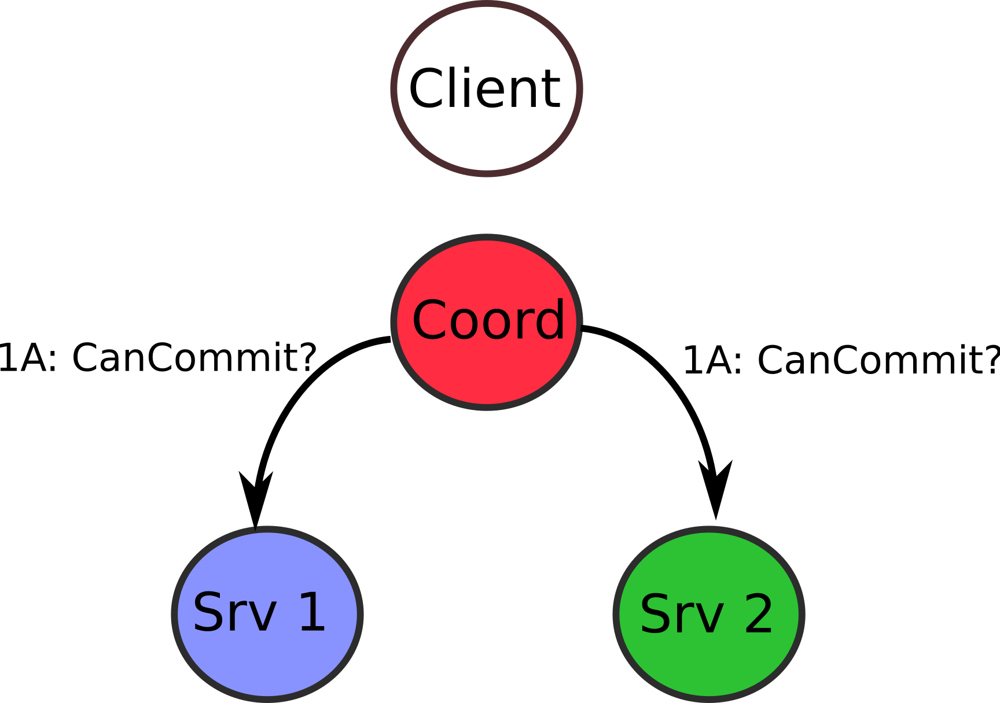 Client
Coord
1A: CanCommit?
1A: CanCommit?
Srv 1
Srv 2